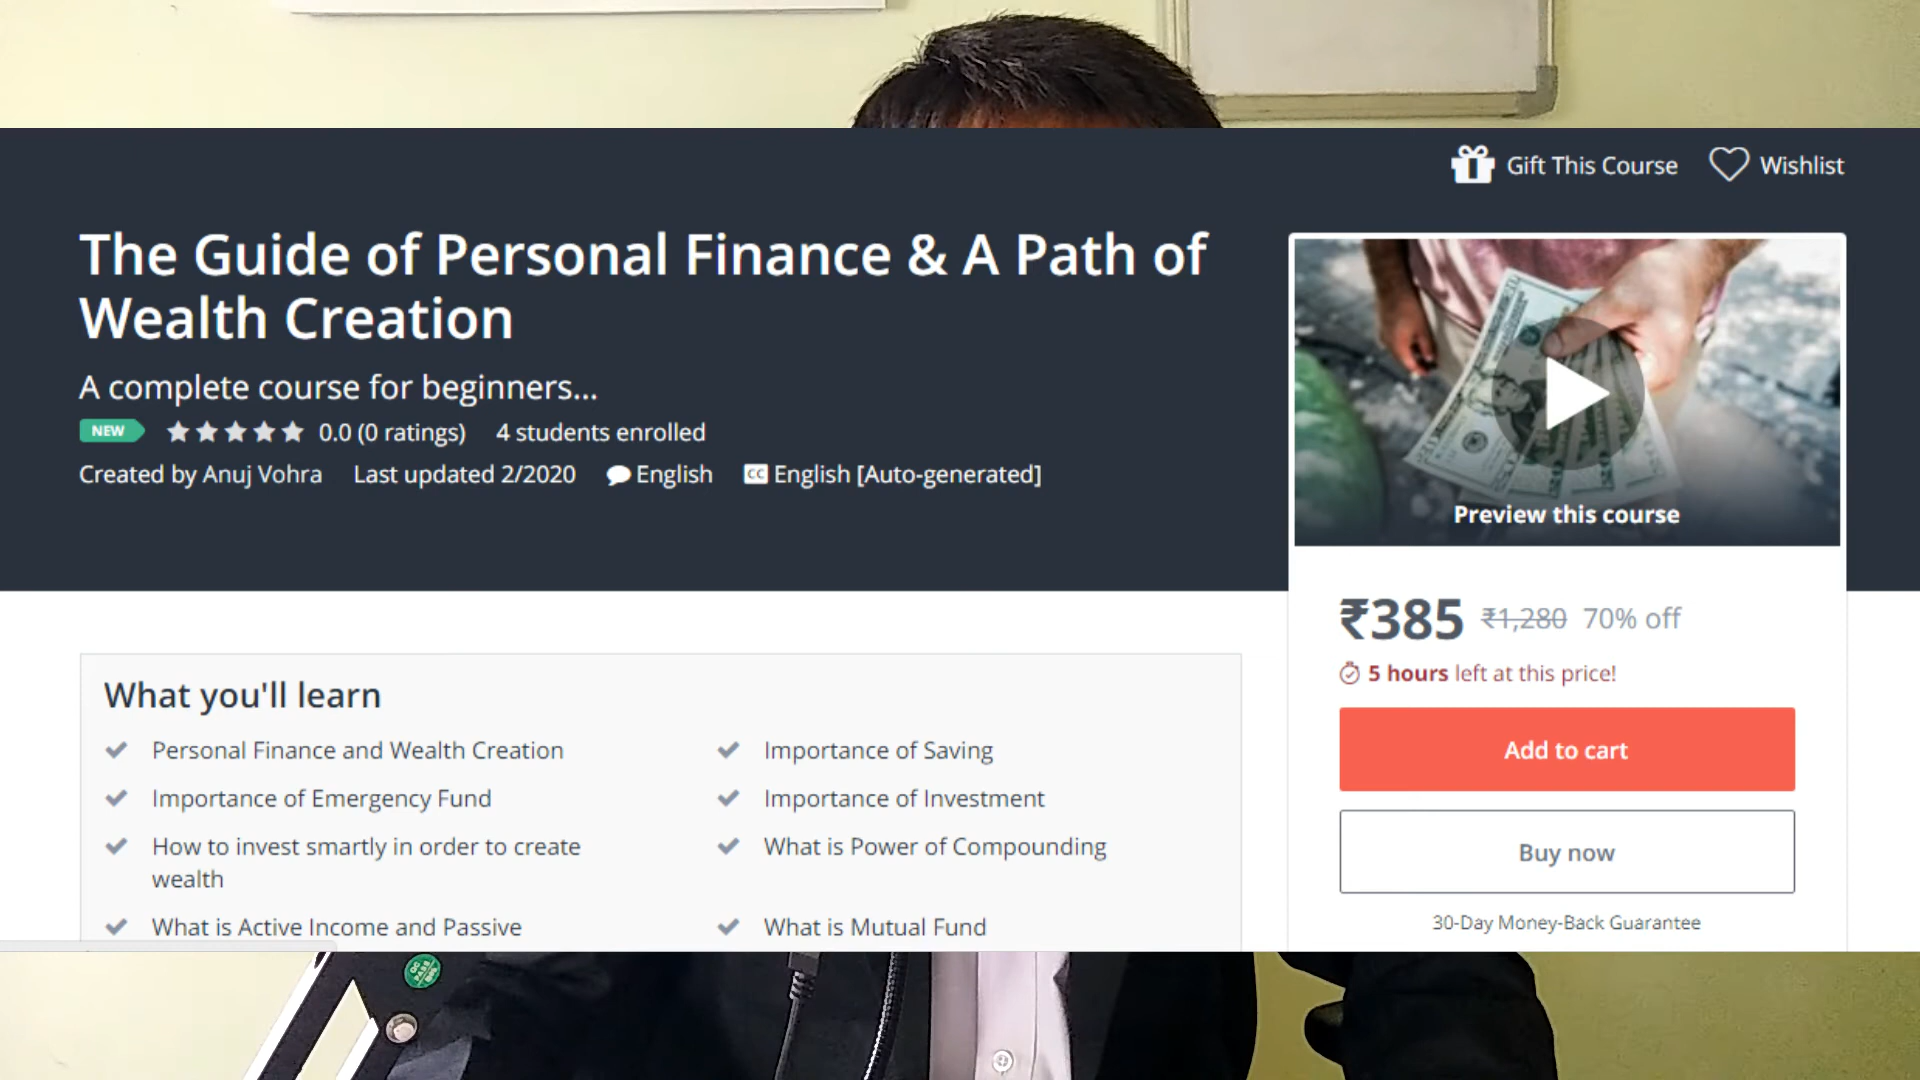 Gift This Course
Wishlist
The Guide of Personal Finance & A Path of
Wealth Creation
A complete course for beginners...
NEW
0.0 (0 ratings)
4 students enrolled
Created by Anuj Vohra
Last updated 2/2020
English
CC English [Auto-generated]
Preview this course
₹385 ₹1,280 70% off
5 hours left at this price!
Add to cart
Buy now
30-Day Money-Back Guarantee
What you'll learn
Personal Finance and Wealth Creation
Importance of Saving
Importance of Emergency Fund
Importance of Investment
How to invest smartly in order to create
wealth
What is Power of Compounding
What is Active Income and Passive
What is Mutual Fund
QC
PASS